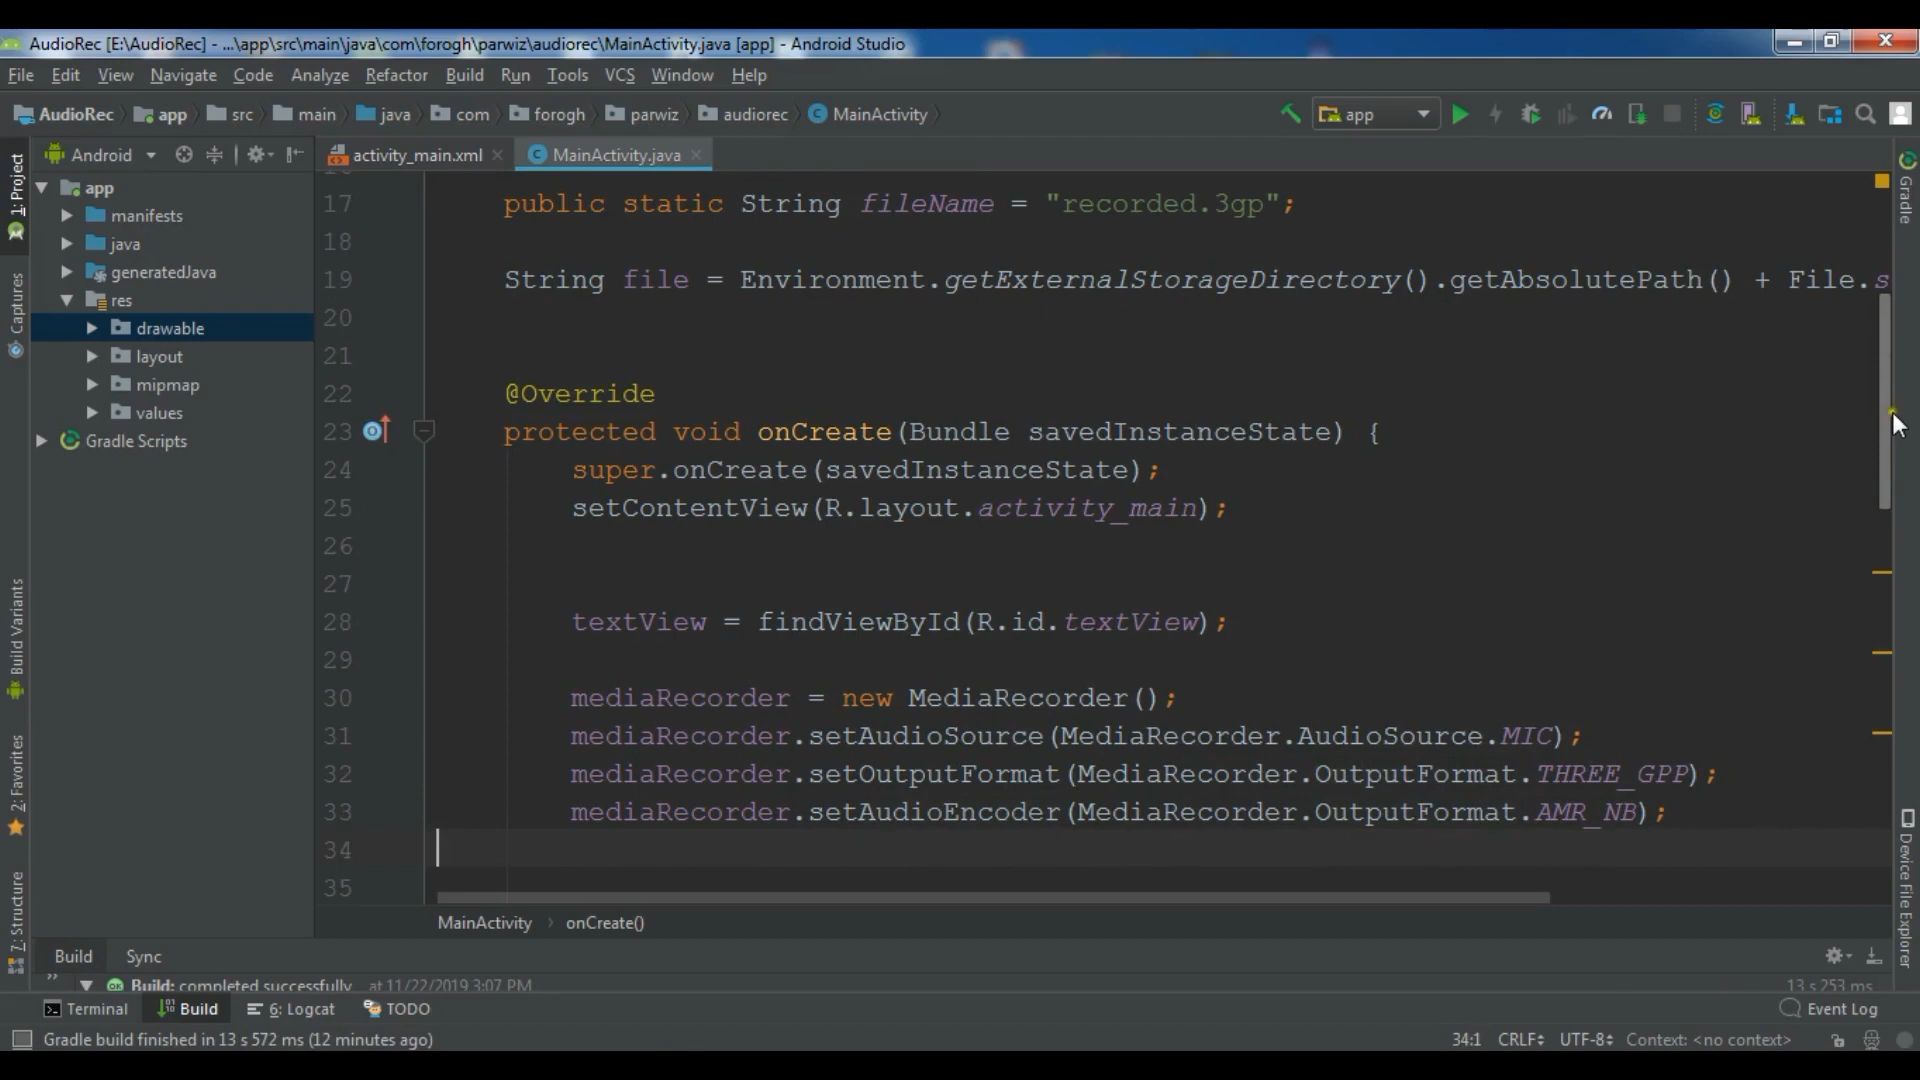 AudioRec [E:\AudioRec] - ...\app\src\main\java\com\forogh\parwiz\audiorec\MainActivity.java [app] - Android Studio
File Edit View Navigate Code Analyze Refactor Build Run Tools VCS Window Help
AudioRec app src main java com forogh parwiz audiorec MainActivity app
Android activity_main.xml MainActivity.java
1: Project
Captures
Build Variants
2: Favorites
7: Structure
app
manifests
java
generatedJava
res
drawable
layout
mipmap
values
Gradle Scripts
17 public static String fileName = "recorded.3gp";
18
19 String file = Environment.getExternalStorageDirectory().getAbsolutePath() + File.s
20
21
22 @Override
23 protected void onCreate(Bundle savedInstanceState) {
24 super.onCreate(savedInstanceState);
25 setContentView(R.layout.activity_main);
26
27
28 textView = findViewById(R.id.textView);
29
30 mediaRecorder = new MediaRecorder();
31 mediaRecorder.setAudioSource(MediaRecorder.AudioSource.MIC);
32 mediaRecorder.setOutputFormat(MediaRecorder.OutputFormat.THREE_GPP);
33 mediaRecorder.setAudioEncoder(MediaRecorder.OutputFormat.AMR_NB);
34
35
Gradle
Device File Explorer
MainActivity › onCreate()
Build Sync
Build: completed successfully at 11/22/2019 3:07 PM 13 s 253 ms
Terminal Build 6: Logcat TODO Event Log
Gradle build finished in 13 s 572 ms (12 minutes ago) 34:1 CRLF UTF-8 Context: <no context>